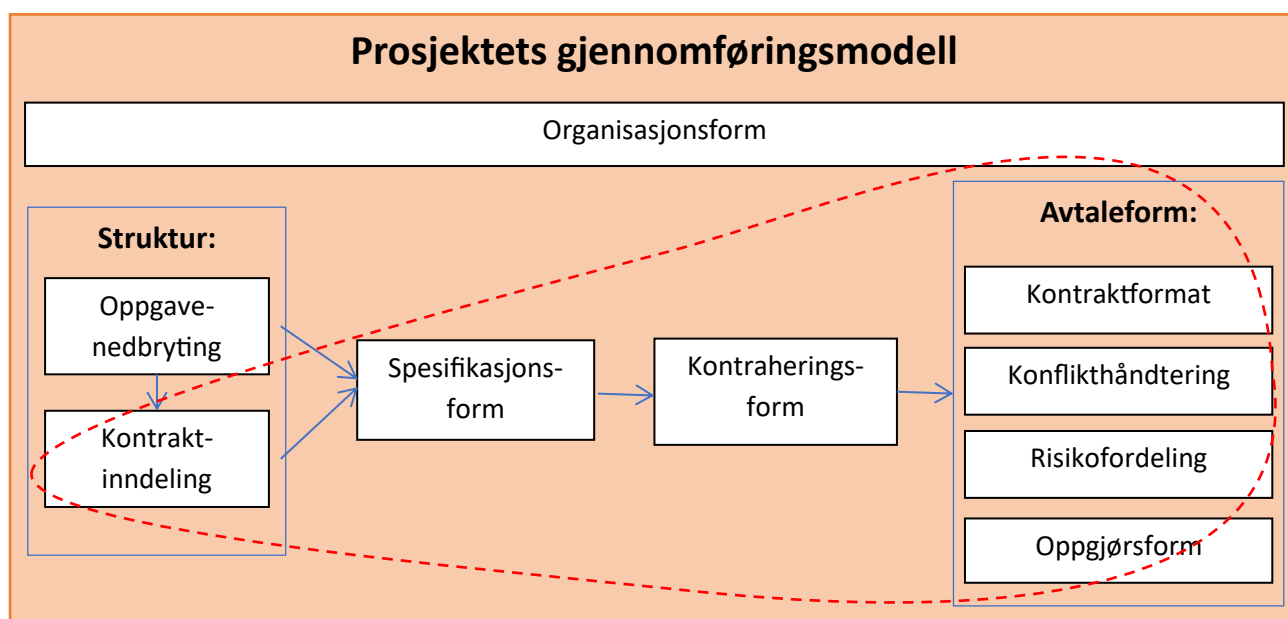 Prosjektets gjennomføringsmodell
Organisasjonsform
Struktur:
Oppgave-
nedbryting
Kontrakt-
inndeling
Spesifikasjons-
form
Kontraherings-
form
Avtaleform:
Kontraktformat
Konflikthåndtering
Risikofordeling
Oppgjørsform